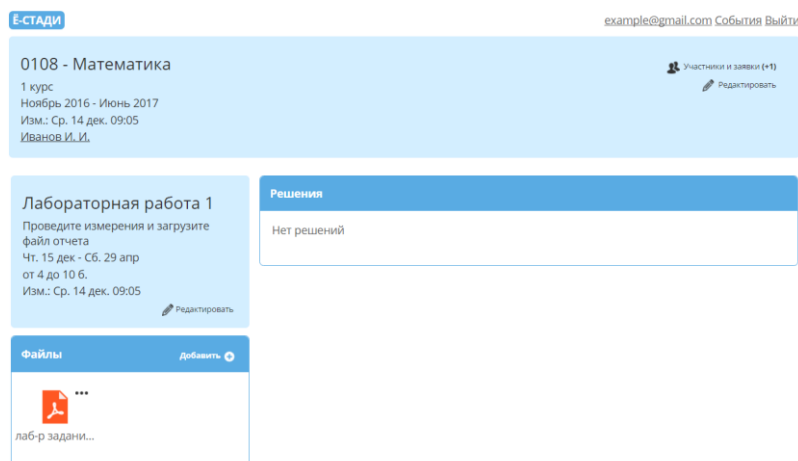 Ё-СТАДИ
example@gmail.com События Выйти
0108 - Математика
Участники и заявки (+1)
1 курс
Редактировать
Ноябрь 2016 - Июнь 2017
Изм.: Ср. 14 дек. 09:05
Иванов И. И.
Лабораторная работа 1
Проведите измерения и загрузите
файл отчета
Чт. 15 дек - Сб. 29 апр
от 4 до 10 б.
Изм.: Ср. 14 дек. 09:05
Редактировать
Решения
Нет решений
Файлы
Добавить
лаб-р задани...